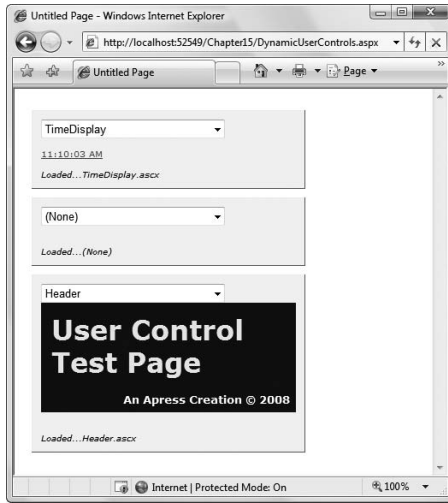 Untitled Page - Windows Internet Explorer
http://localhost:52549/Chapter15/DynamicUserControls.aspx
Untitled Page
Page
TimeDisplay
11:10:03 AM
Loaded...TimeDisplay.ascx
(None)
Loaded...(None)
Header
User Control
Test Page
An Apress Creation © 2008
Loaded...Header.ascx
Internet | Protected Mode: On
100%